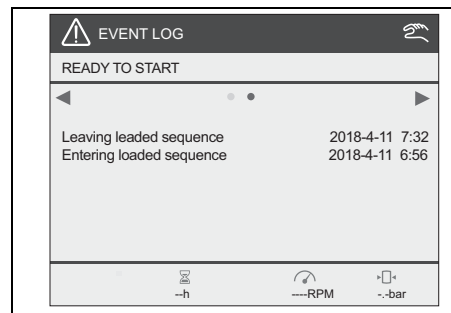 EVENT LOG
READY TO START
Leaving leaded sequence 2018-4-11 7:32
Entering loaded sequence 2018-4-11 6:56
--h ----RPM -.-bar